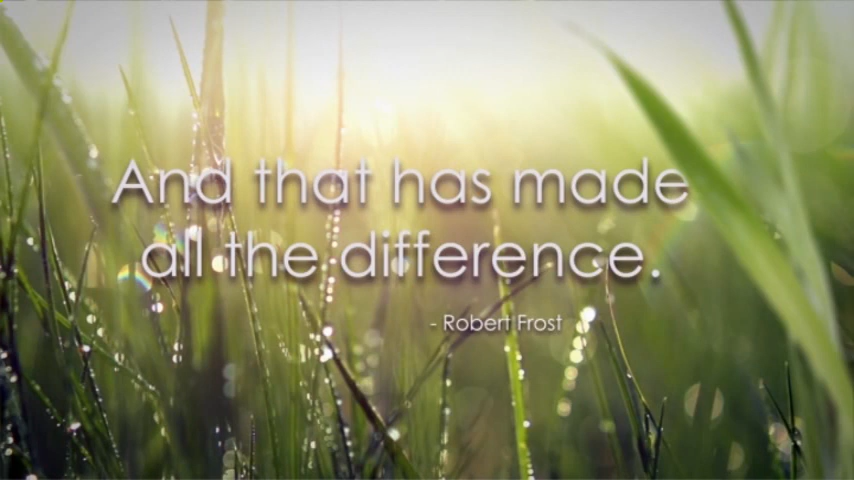 And that has made
all the difference.
- Robert Frost